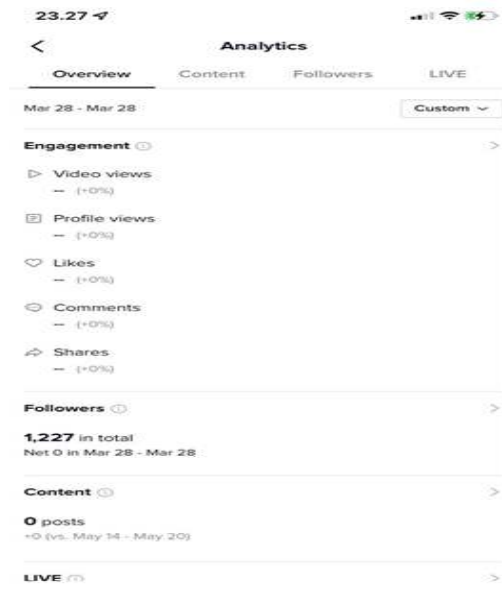 23.27
Analytics
Overview Content Followers LIVE
Mar 28 - Mar 28 Custom
Engagement
Video views
-- (+0%)
Profile views
-- (+0%)
Likes
-- (+0%)
Comments
-- (+0%)
Shares
-- (+0%)
Followers
1,227 in total
Net 0 in Mar 28 - Mar 28
Content
0 posts
+0 (vs. May 14 - May 20)
LIVE